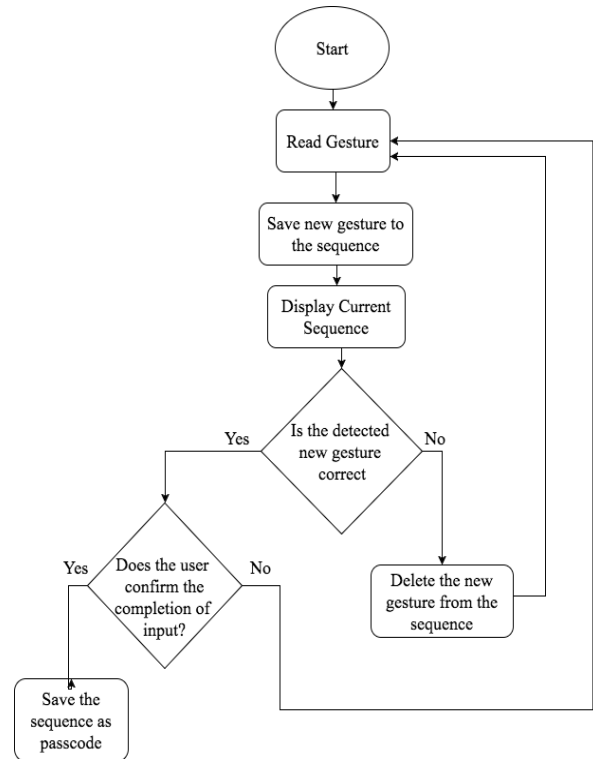 Start
Read Gesture
Save new gesture to
the sequence
Display Current
Sequence
Is the detected
new gesture
correct
Yes
No
Does the user
confirm the
completion of
input?
Yes
No
Delete the new
gesture from the
sequence
Save the
sequence as
passcode